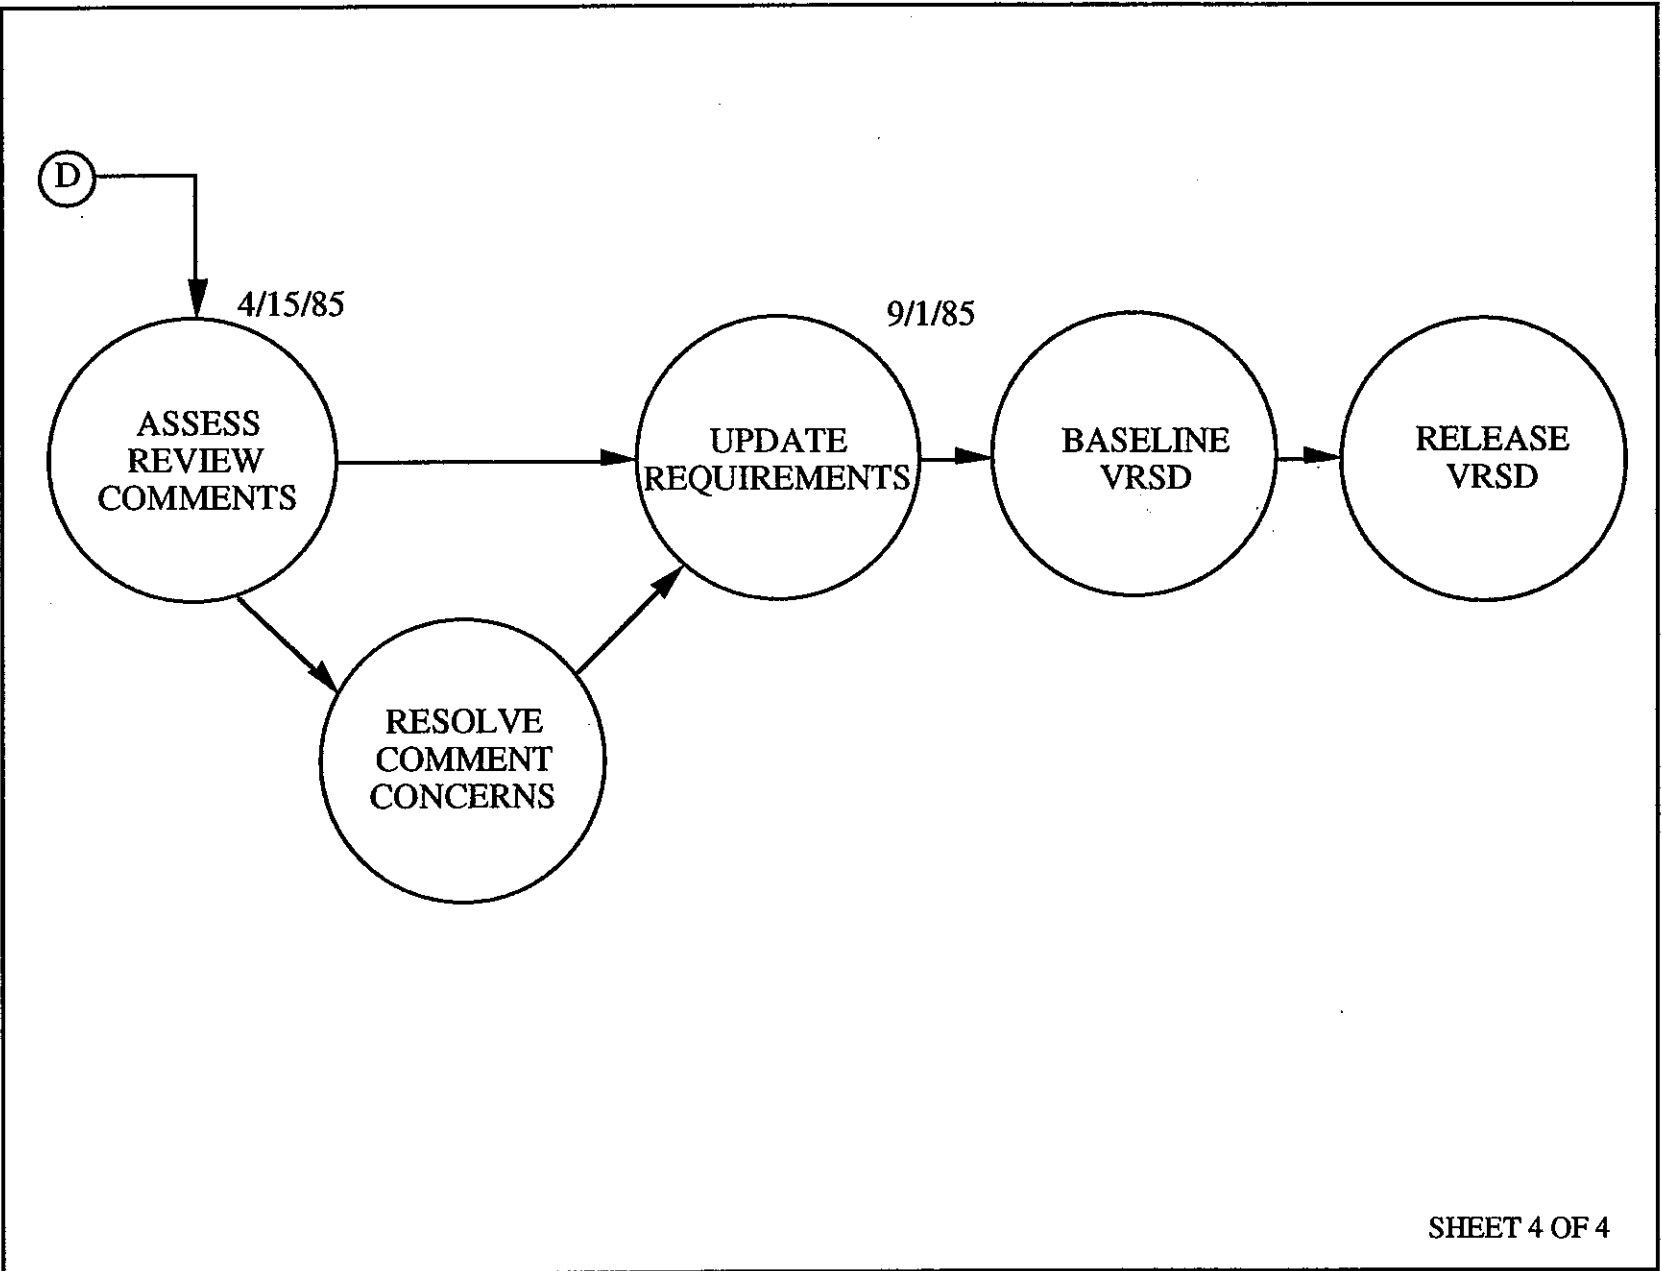 D
4/15/85
9/1/85
ASSESS
REVIEW
COMMENTS
UPDATE
REQUIREMENTS
BASELINE
VRSD
RELEASE
VRSD
RESOLVE
COMMENT
CONCERNS
SHEET 4 OF 4